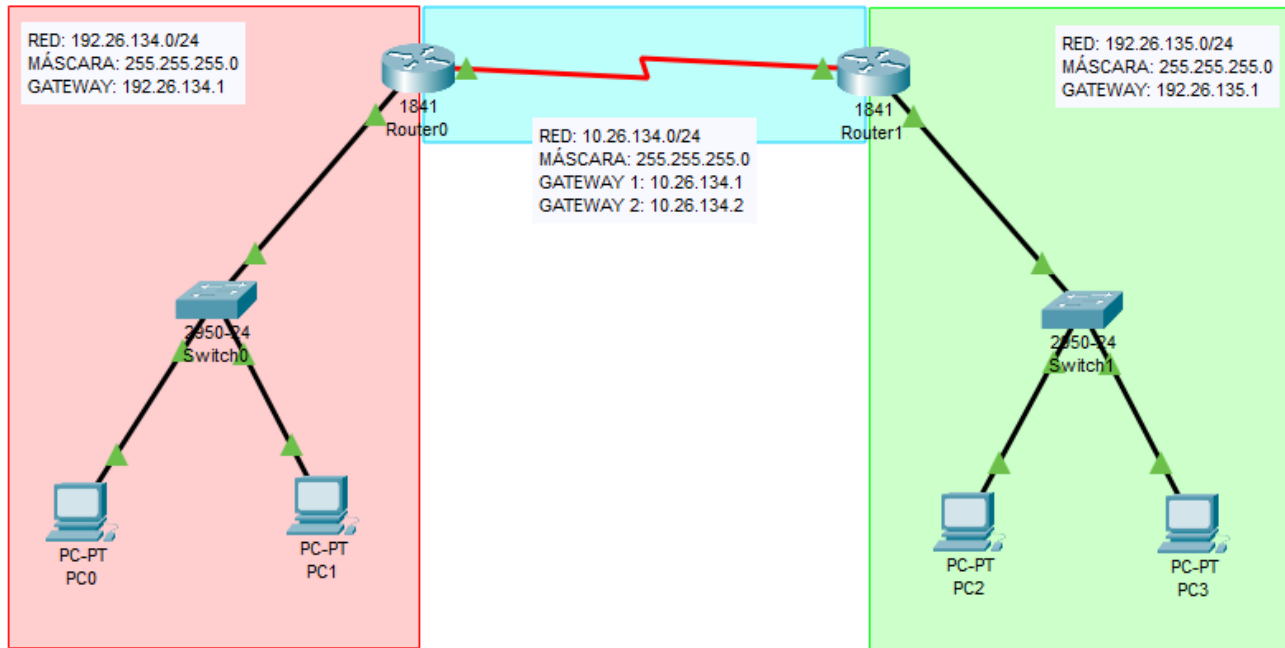 RED: 192.26.134.0/24
MÁSCARA: 255.255.255.0
GATEWAY: 192.26.134.1
1841
Router0
RED: 10.26.134.0/24
MÁSCARA: 255.255.255.0
GATEWAY 1: 10.26.134.1
GATEWAY 2: 10.26.134.2
1841
Router1
RED: 192.26.135.0/24
MÁSCARA: 255.255.255.0
GATEWAY: 192.26.135.1
2950-24
Switch0
2950-24
Switch1
PC-PT
PC0
PC-PT
PC1
PC-PT
PC2
PC-PT
PC3